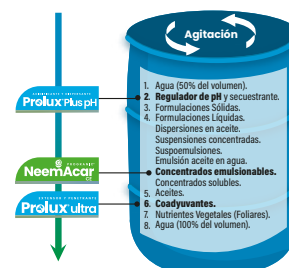 Agitación
1. Agua (50% del volumen).
Prolux Plus pH
2. Regulador de pH y secuestrante.
3. Formulaciones Sólidas.
4. Formulaciones Líquidas.
Dispersiones en aceite.
Suspensiones concentradas.
Suspoemulsiones.
Emulsión aceite en agua.
NeemAcar
CE
Concentrados emulsionables.
Concentrados solubles.
5. Aceites.
Prolux ultra
6. Coadyuvantes.
7. Nutrientes Vegetales (Foliares).
8. Agua (100% del volumen).